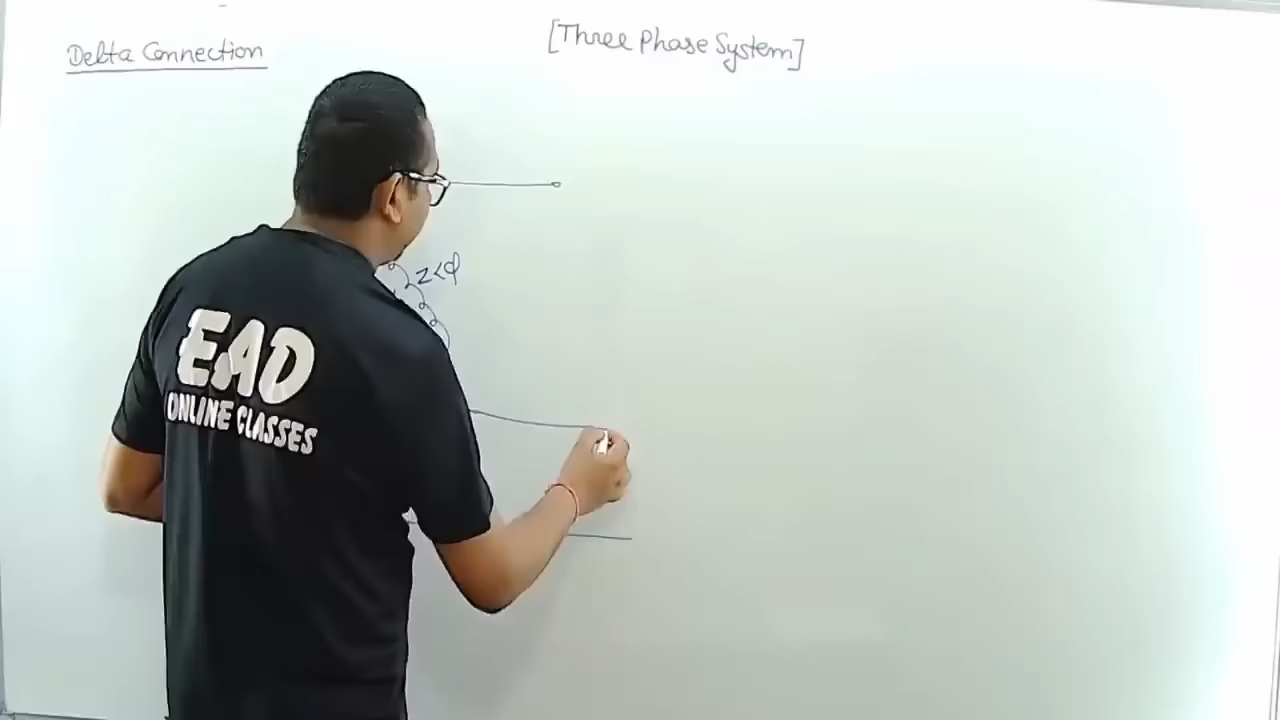 Delta Connection
[Three Phase System]
Z<φ
EAD
ONLINE CLASSES